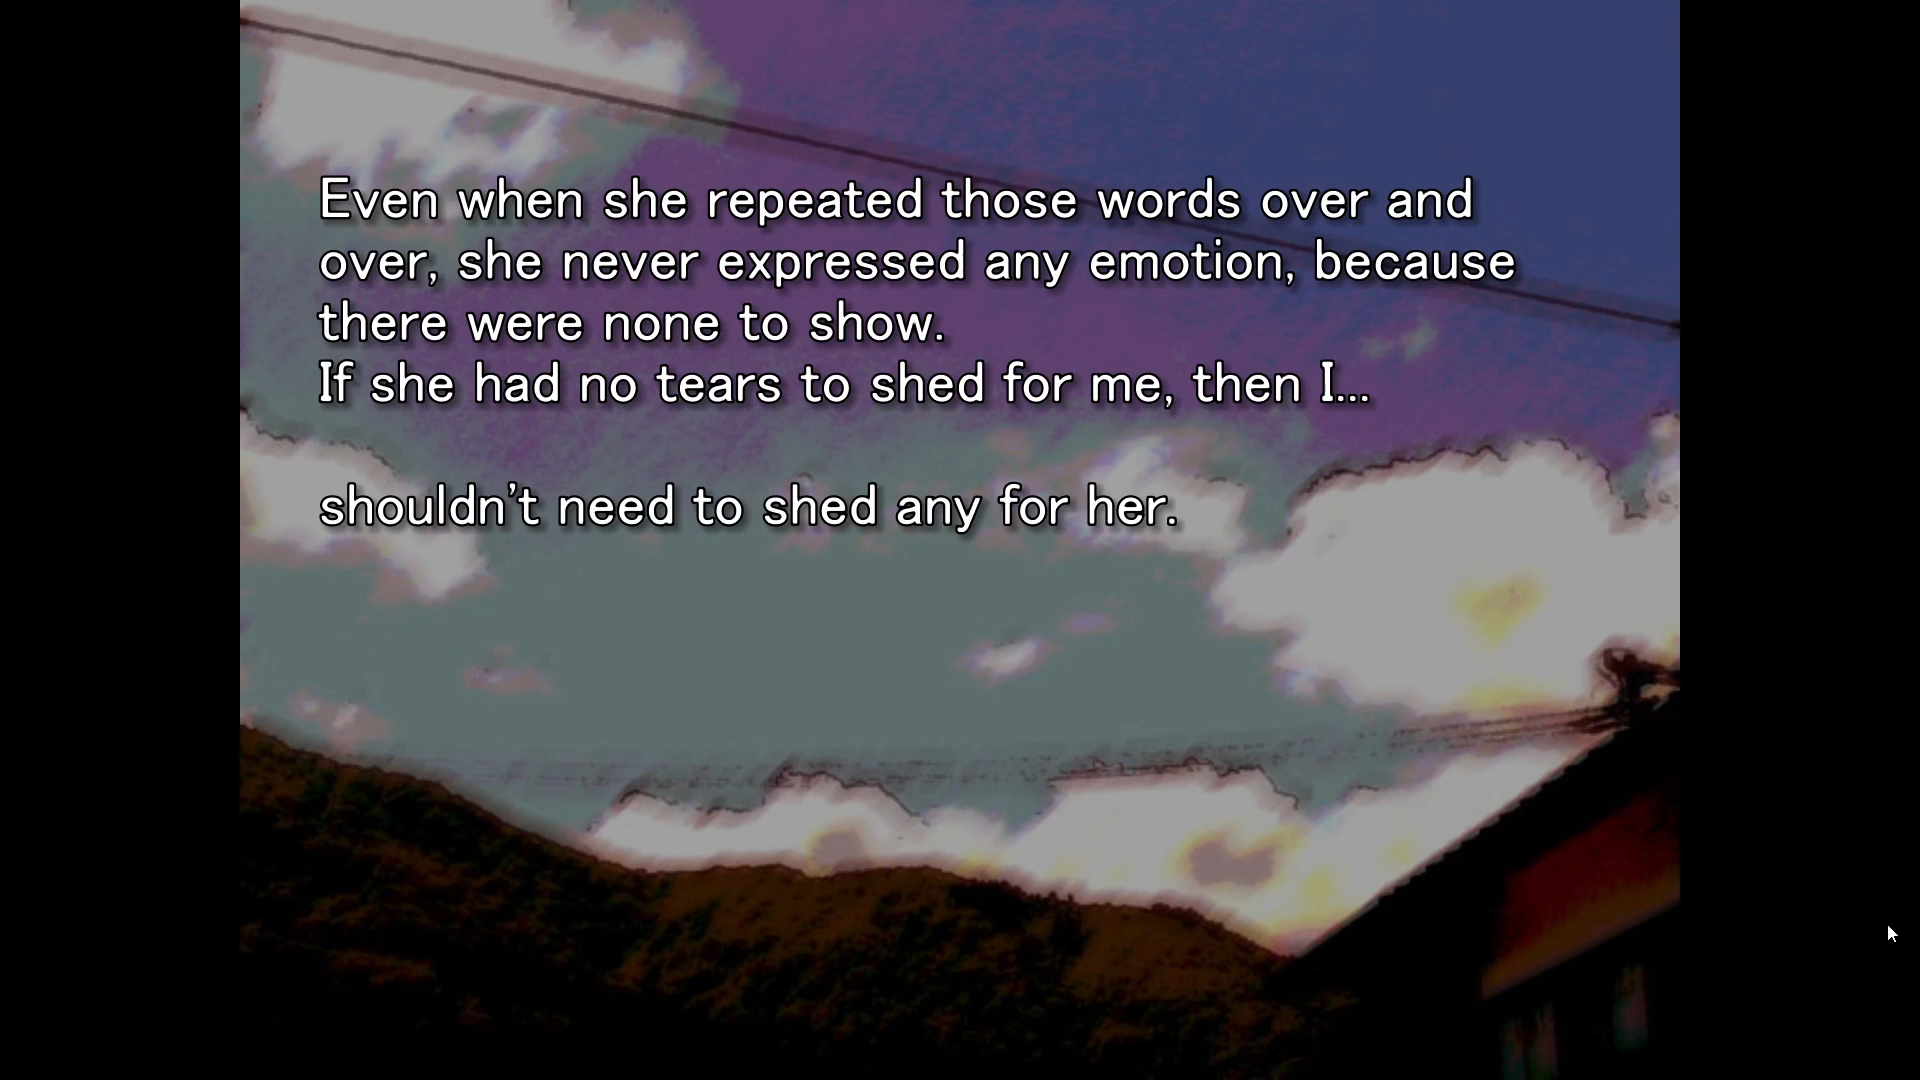 Even when she repeated those words over and
over, she never expressed any emotion, because
there were none to show.
If she had no tears to shed for me, then I...
shouldn't need to shed any for her.